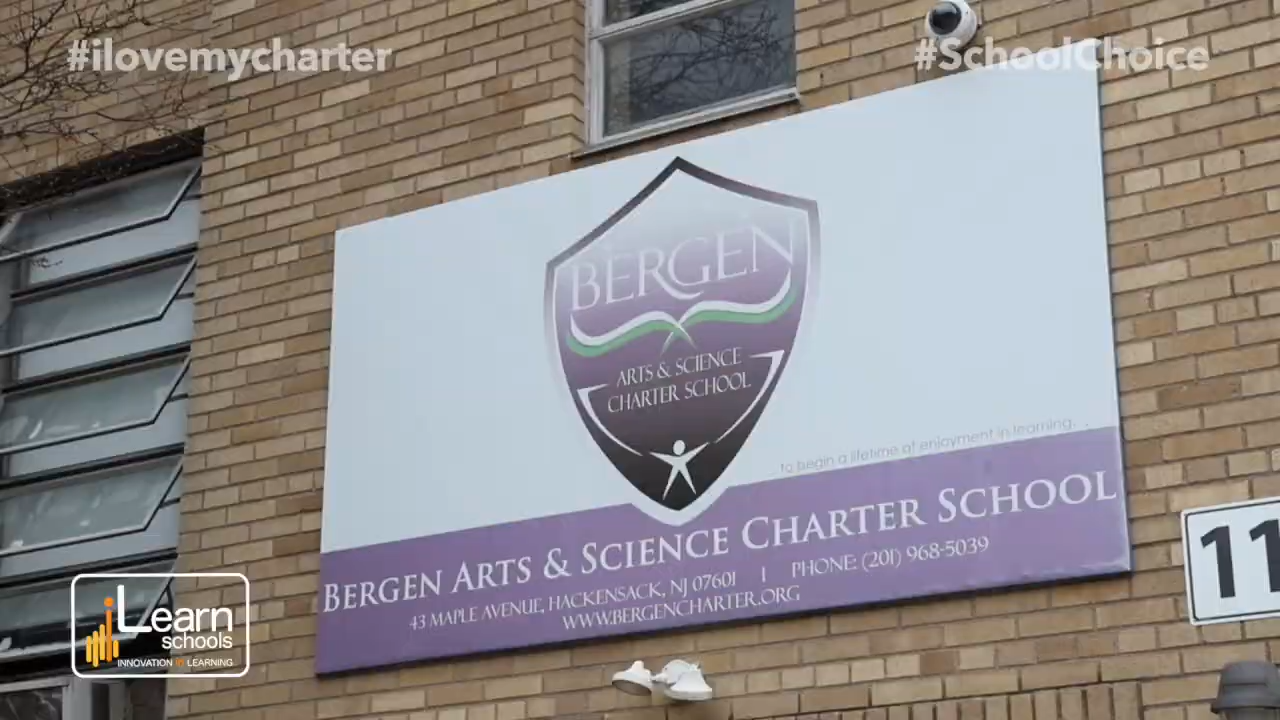 #ilovemycharter
#SchoolChoice
BERGEN
ARTS & SCIENCE
CHARTER SCHOOL
...to begin a lifetime of enjoyment in learning...
BERGEN ARTS & SCIENCE CHARTER SCHOOL
43 MAPLE AVENUE, HACKENSACK, NJ 07601 | PHONE: (201) 968-5039
WWW.BERGENCHARTER.ORG
11
iLearn
schools
INNOVATION in LEARNING